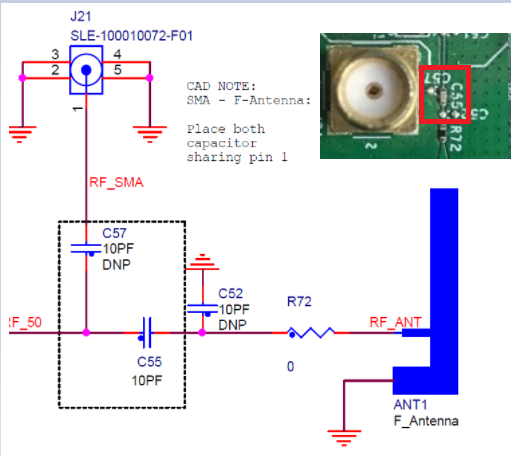 J21
SLE-100010072-F01
3
4
2
5
1
CAD NOTE:
SMA - F-Antenna:
Place both
capacitor
sharing pin 1
C57
C55
R72
2
RF_SMA
C57
10PF
DNP
C52
10PF
DNP
R72
0
RF_50
RF_ANT
C55
10PF
ANT1
F_Antenna